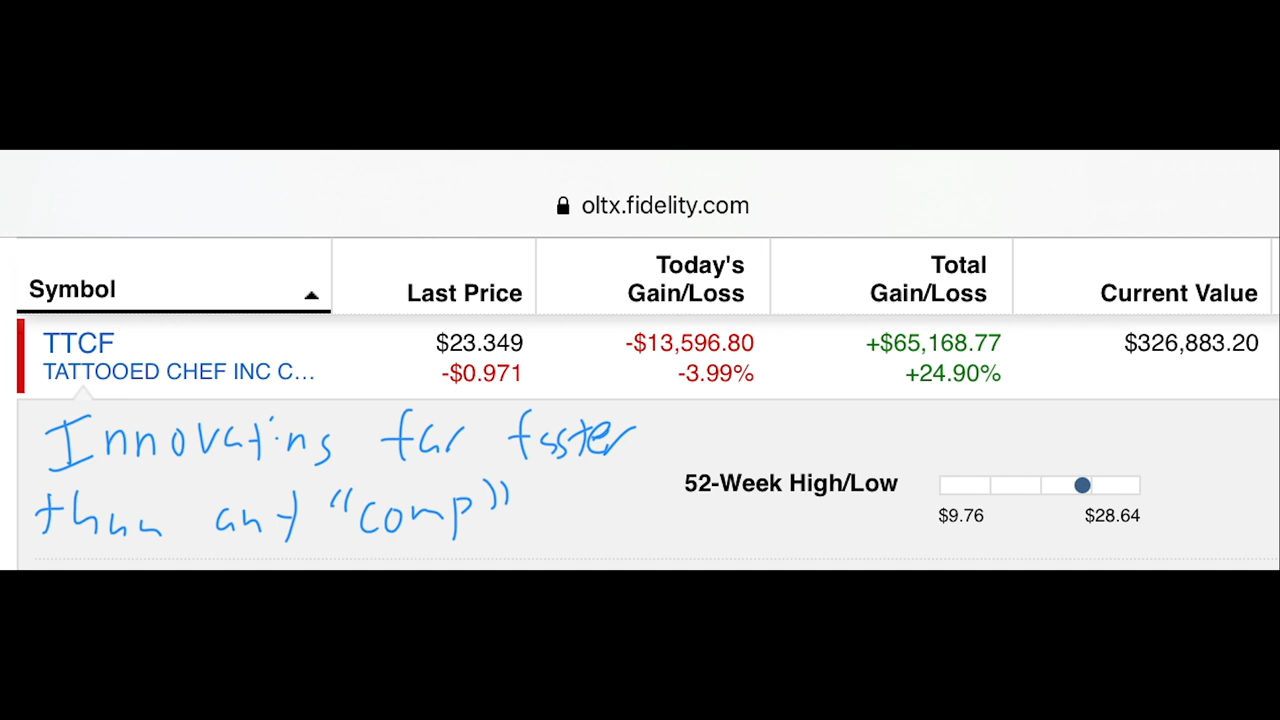 oltx.fidelity.com
Symbol Last Price Today's Gain/Loss Total Gain/Loss Current Value
TTCF $23.349 -$13,596.80 +$65,168.77 $326,883.20
TATTOOED CHEF INC C... -$0.971 -3.99% +24.90%
Innovating far faster
than any "comp"
52-Week High/Low
$9.76 $28.64